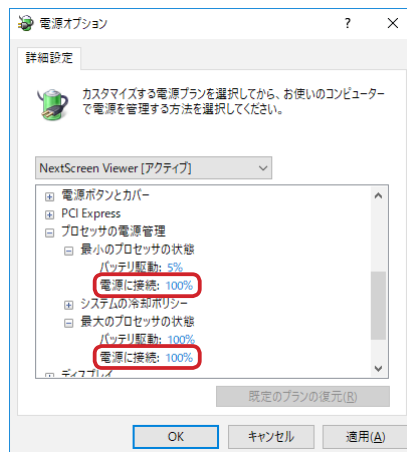 電源オプション
? ×
詳細設定
カスタマイズする電源プランを選択してから、お使いのコンピューター
で電源を管理する方法を選択してください。
NextScreen Viewer [アクティブ]
電源ボタンとカバー
PCI Express
プロセッサの電源管理
最小のプロセッサの状態
バッテリ駆動: 5%
電源に接続: 100%
システムの冷却ポリシー
最大のプロセッサの状態
バッテリ駆動: 100%
電源に接続: 100%
ディスプレイ
既定のプランの復元(R)
OK キャンセル 適用(A)